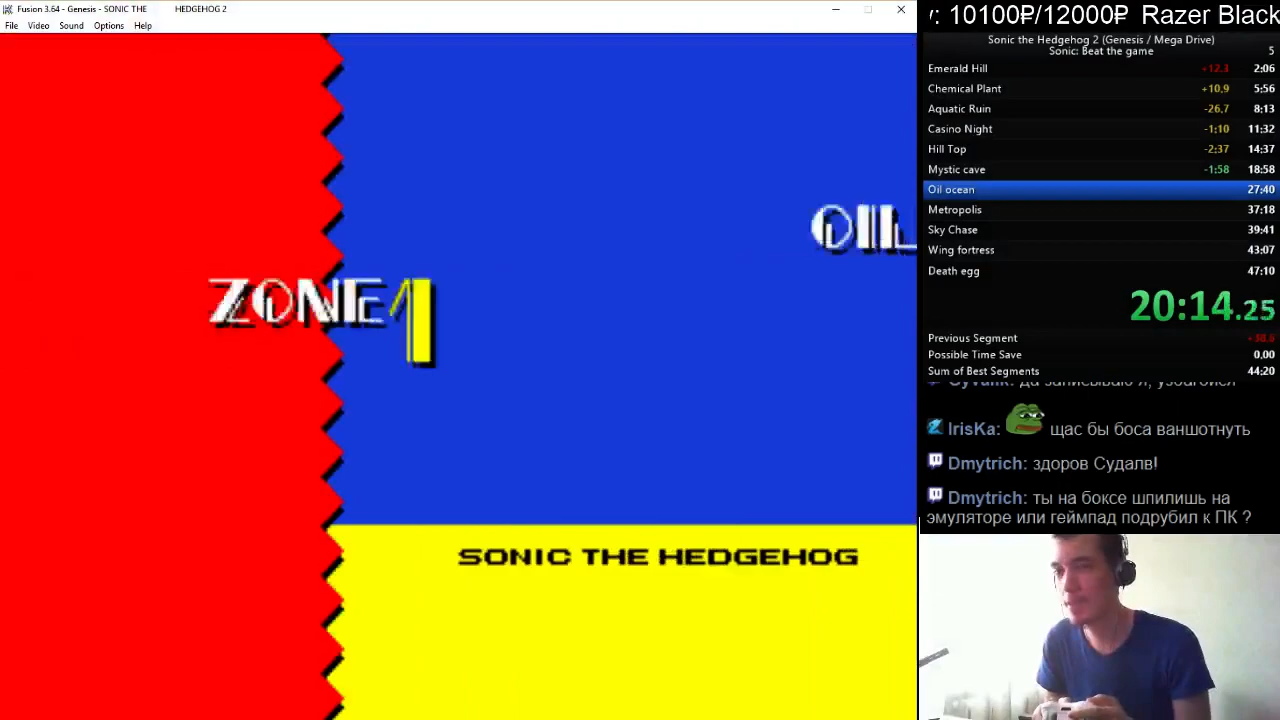 Fusion 3.64 - Genesis - SONIC THE HEDGEHOG 2
File Video Sound Options Help
OIL
ZONE 1
SONIC THE HEDGEHOG
у: 10100₽/12000₽ Razer Black
Sonic the Hedgehog 2 (Genesis / Mega Drive)
Sonic: Beat the game 5
Emerald Hill +12.3 2:06
Chemical Plant +10,9 5:56
Aquatic Ruin -26,7 8:13
Casino Night -1:10 11:32
Hill Top -2:37 14:37
Mystic cave -1:58 18:58
Oil ocean 27:40
Metropolis 37:18
Sky Chase 39:41
Wing fortress 43:07
Death egg 47:10
20:14.25
Previous Segment
Possible Time Save 0,00
Sum of Best Segments 44:20
да записываю я, узбагойся
IrisKa: щас бы боса ваншотнуть
Dmytrich: здоров Судалв!
Dmytrich: ты на боксе шпилишь на
эмуляторе или геймпад подрубил к ПК ?